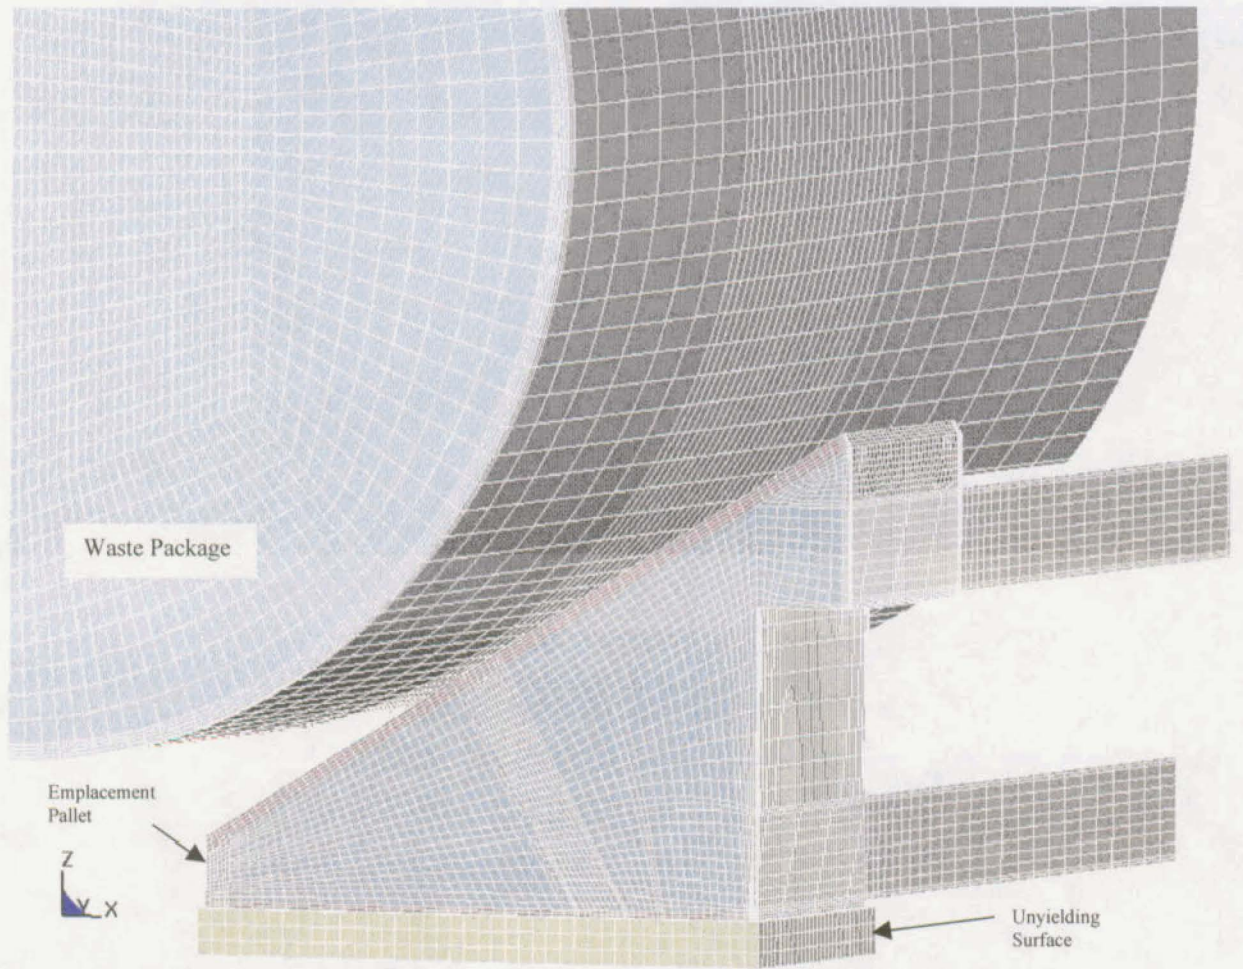 Waste Package
Emplacement
Pallet
Z
Y X
Unyielding
Surface